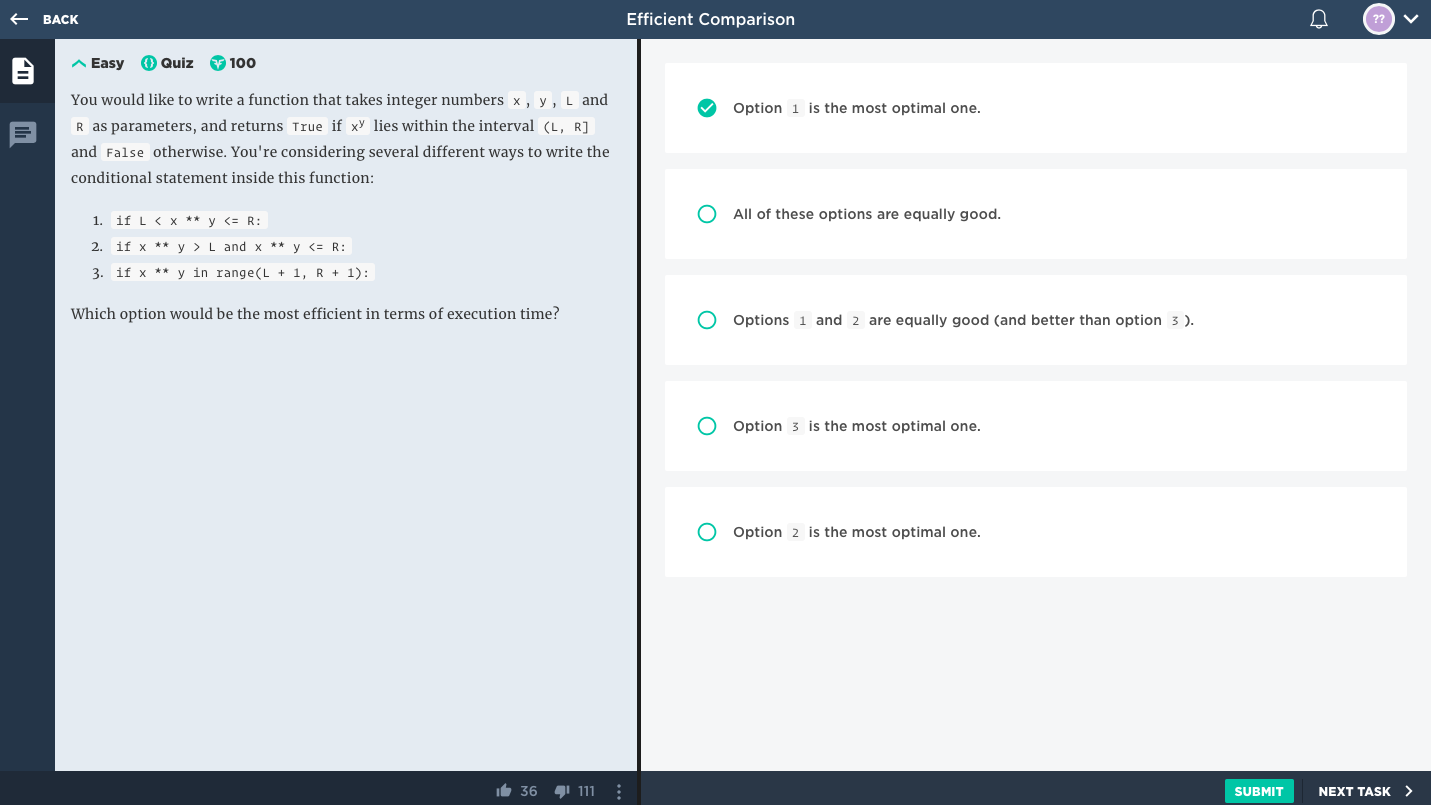 BACK
Efficient Comparison
??
Easy Quiz 100
You would like to write a function that takes integer numbers x , y , L and
R as parameters, and returns True if xʸ lies within the interval (L, R]
and False otherwise. You're considering several different ways to write the
conditional statement inside this function:
1. if L < x ** y <= R:
2. if x ** y > L and x ** y <= R:
3. if x ** y in range(L + 1, R + 1):
Which option would be the most efficient in terms of execution time?
Option 1 is the most optimal one.
All of these options are equally good.
Options 1 and 2 are equally good (and better than option 3 ).
Option 3 is the most optimal one.
Option 2 is the most optimal one.
36 111
SUBMIT
NEXT TASK